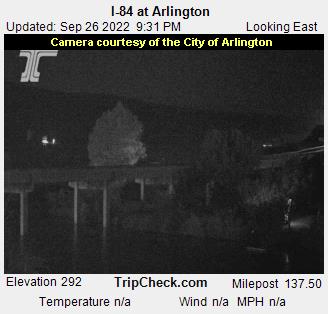 I-84 at Arlington
Updated: Sep 26 2022 9:31 PM Looking East
Camera courtesy of the City of Arlington
Elevation 292 TripCheck.com Milepost 137.50
Temperature n/a Wind n/a MPH n/a